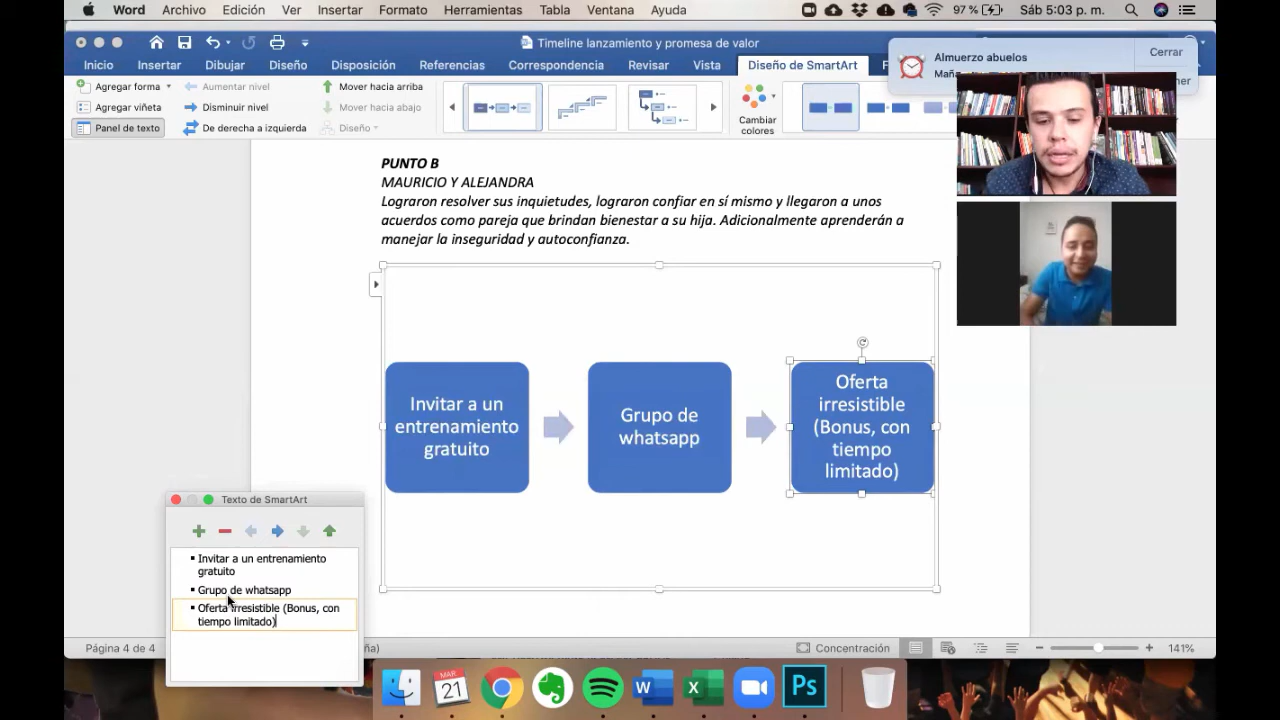 Word Archivo Edición Ver Insertar Formato Herramientas Tabla Ventana Ayuda 97 % Sáb 5:03 p. m.
Timeline lanzamiento y promesa de valor
Inicio Insertar Dibujar Diseño Disposición Referencias Correspondencia Revisar Vista Diseño de SmartArt
Almuerzo abuelos
Cerrar
Agregar forma
Aumentar nivel
Mover hacia arriba
Agregar viñeta
Disminuir nivel
Mover hacia abajo
Panel de texto
De derecha a izquierda
Diseño
Cambiar
colores
PUNTO B
MAURICIO Y ALEJANDRA
Lograron resolver sus inquietudes, lograron confiar en sí mismo y llegaron a unos
acuerdos como pareja que brindan bienestar a su hija. Adicionalmente aprenderán a
manejar la inseguridad y autoconfianza.
Invitar a un
entrenamiento
gratuito
Grupo de
whatsapp
Oferta
irresistible
(Bonus, con
tiempo
limitado)
Texto de SmartArt
Invitar a un entrenamiento
gratuito
Grupo de whatsapp
Oferta irresistible (Bonus, con
tiempo limitado)
Página 4 de 4
Concentración
141%
MAR
21
Ps